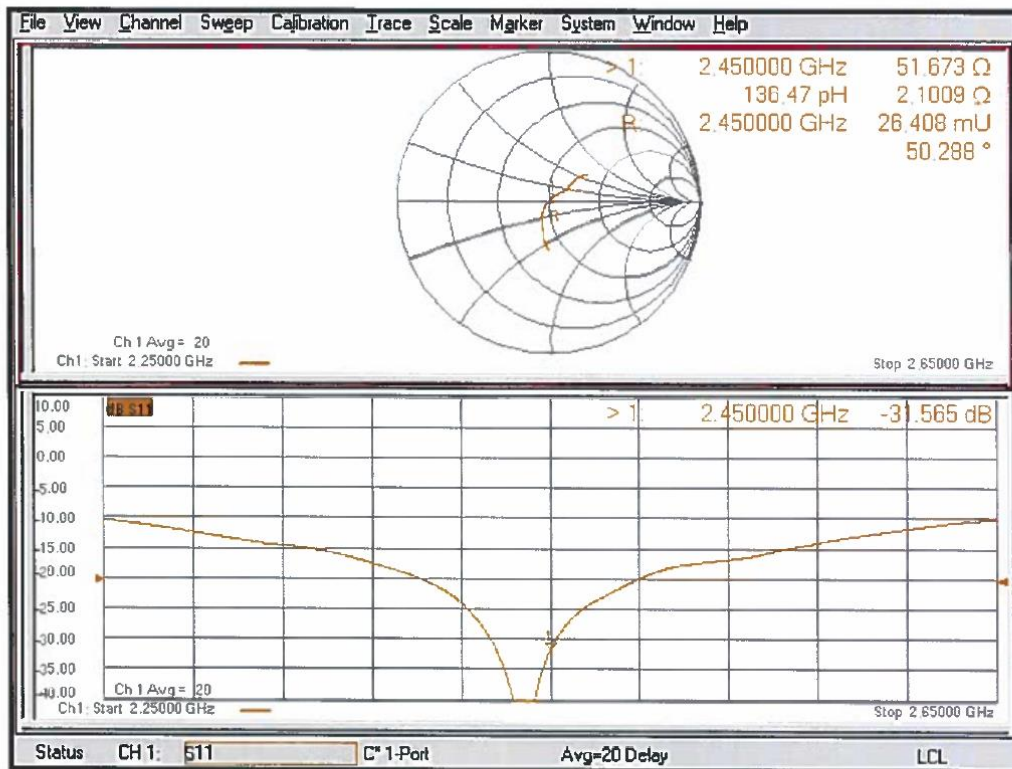 File View Channel Sweep Calibration Trace Scale Marker System Window Help
> 1: 2.450000 GHz 51.673 Ω
136.47 pH 2.1009 Ω
R: 2.450000 GHz 26.408 mU
50.288 °
R
Ch 1 Avg = 20
Ch1: Start 2.25000 GHz Stop 2.65000 GHz
dB S11
> 1: 2.450000 GHz -31.565 dB
10.00
5.00
0.00
-5.00
-10.00
-15.00
-20.00
-25.00
-30.00
-35.00
-40.00
1
Ch 1 Avg = 20
Ch1: Start 2.25000 GHz Stop 2.65000 GHz
Status CH 1: S11 C* 1-Port Avg=20 Delay LCL